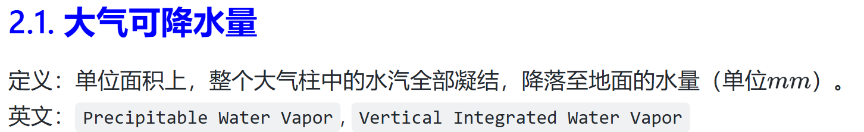 2.1. 大气可降水量
定义：单位面积上，整个大气柱中的水汽全部凝结，降落至地面的水量（单位mm）。
英文：Precipitable Water Vapor, Vertical Integrated Water Vapor